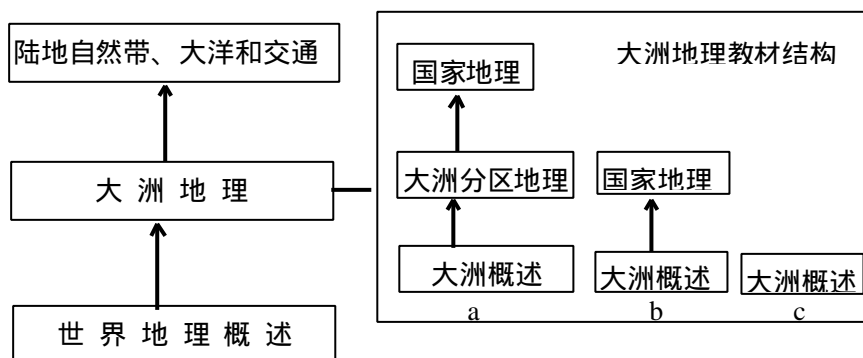 陆地自然带、大洋和交通
大洲地理
世界地理概述
大洲地理教材结构
国家地理
大洲分区地理
国家地理
大洲概述
大洲概述
大洲概述
a
b
c